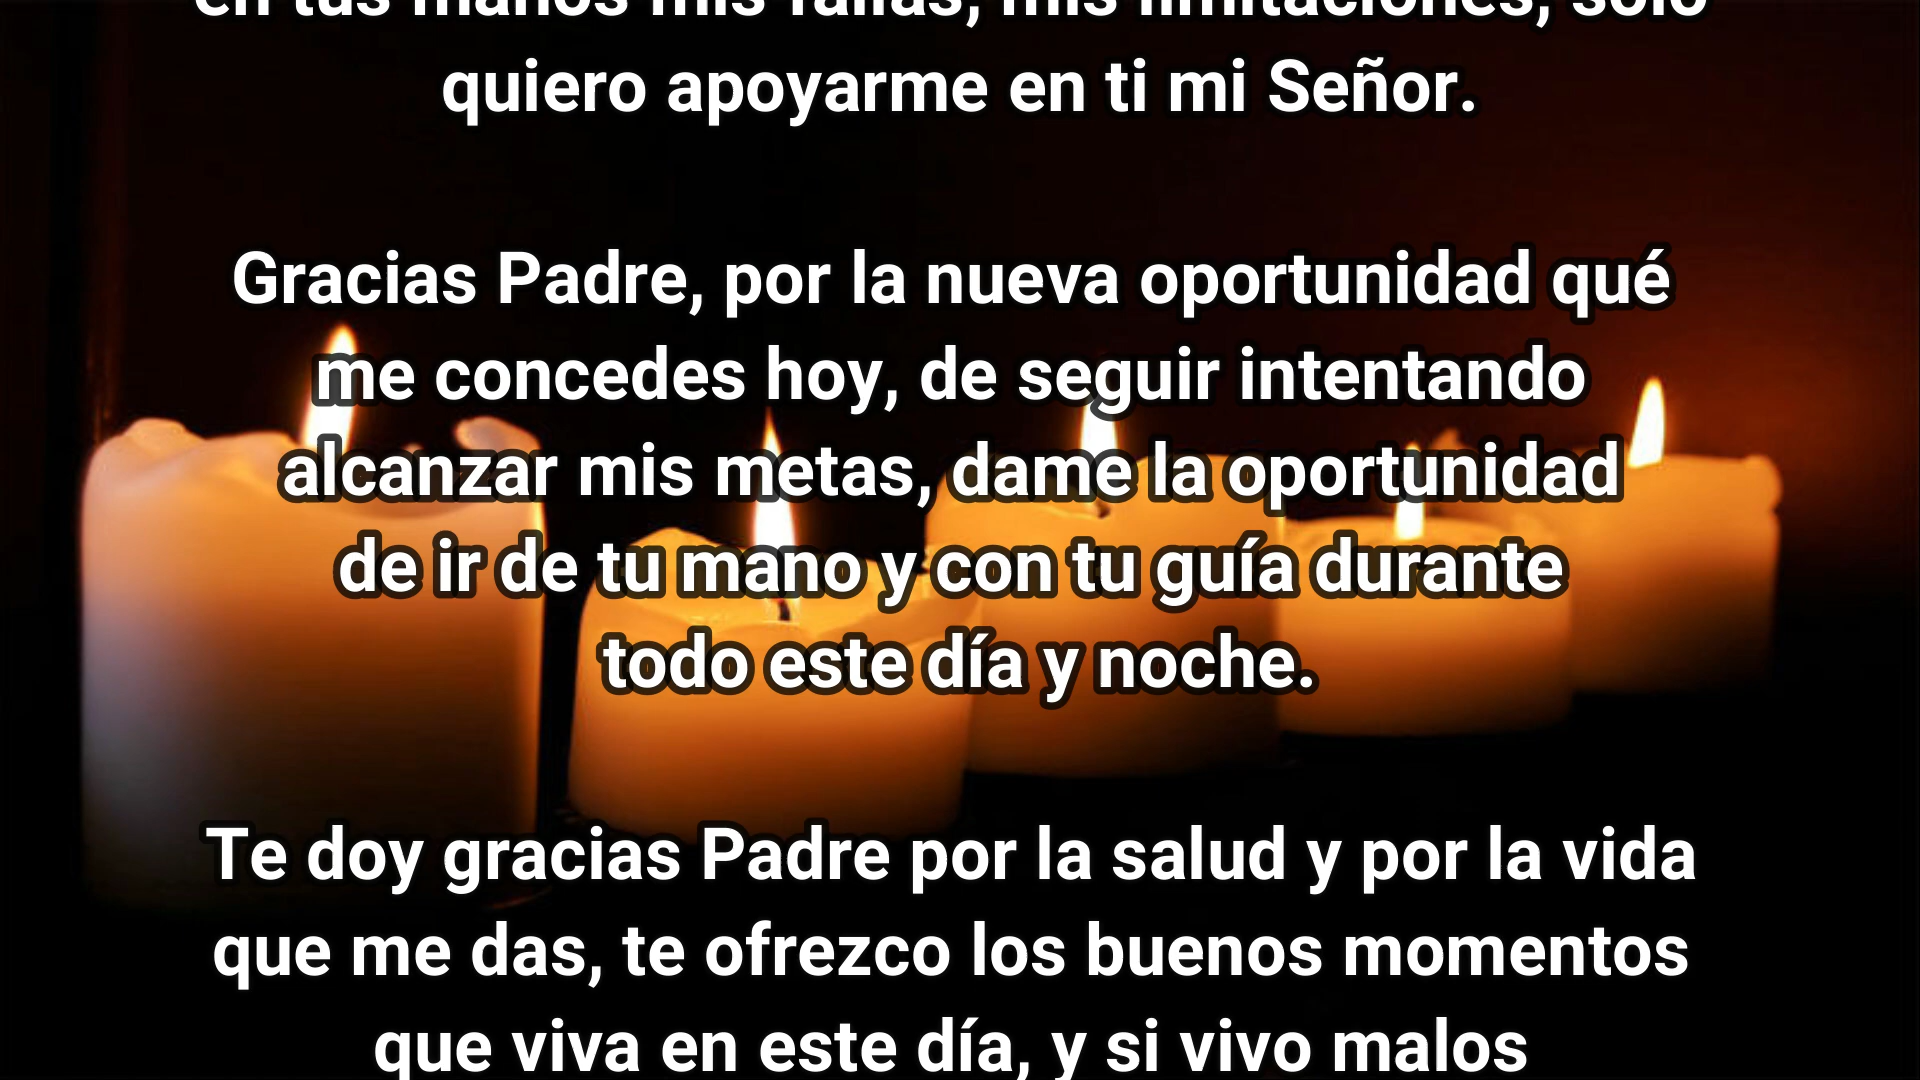 en tus manos mis fallas, mis limitaciones, solo
quiero apoyarme en ti mi Señor.
Gracias Padre, por la nueva oportunidad qué
me concedes hoy, de seguir intentando
alcanzar mis metas, dame la oportunidad
de ir de tu mano y con tu guía durante
todo este día y noche.
Te doy gracias Padre por la salud y por la vida
que me das, te ofrezco los buenos momentos
que viva en este día, y si vivo malos